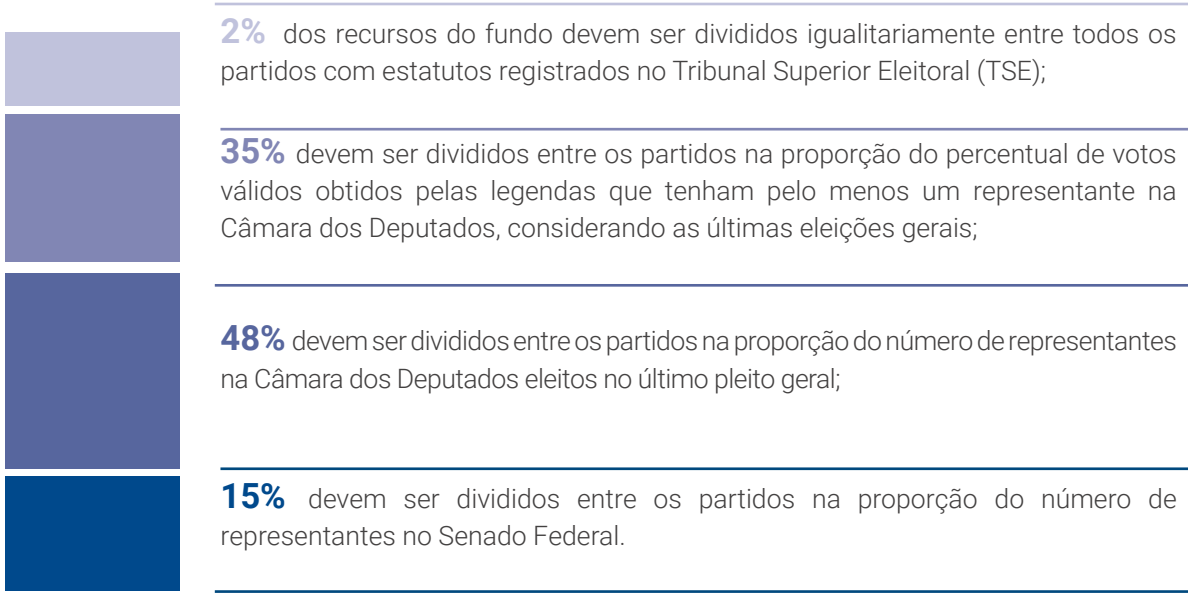 2% dos recursos do fundo devem ser divididos igualitariamente entre todos os
partidos com estatutos registrados no Tribunal Superior Eleitoral (TSE);
35% devem ser divididos entre os partidos na proporção do percentual de votos
válidos obtidos pelas legendas que tenham pelo menos um representante na
Câmara dos Deputados, considerando as últimas eleições gerais;
48% devem ser divididos entre os partidos na proporção do número de representantes
na Câmara dos Deputados eleitos no último pleito geral;
15% devem ser divididos entre os partidos na proporção do número de
representantes no Senado Federal.